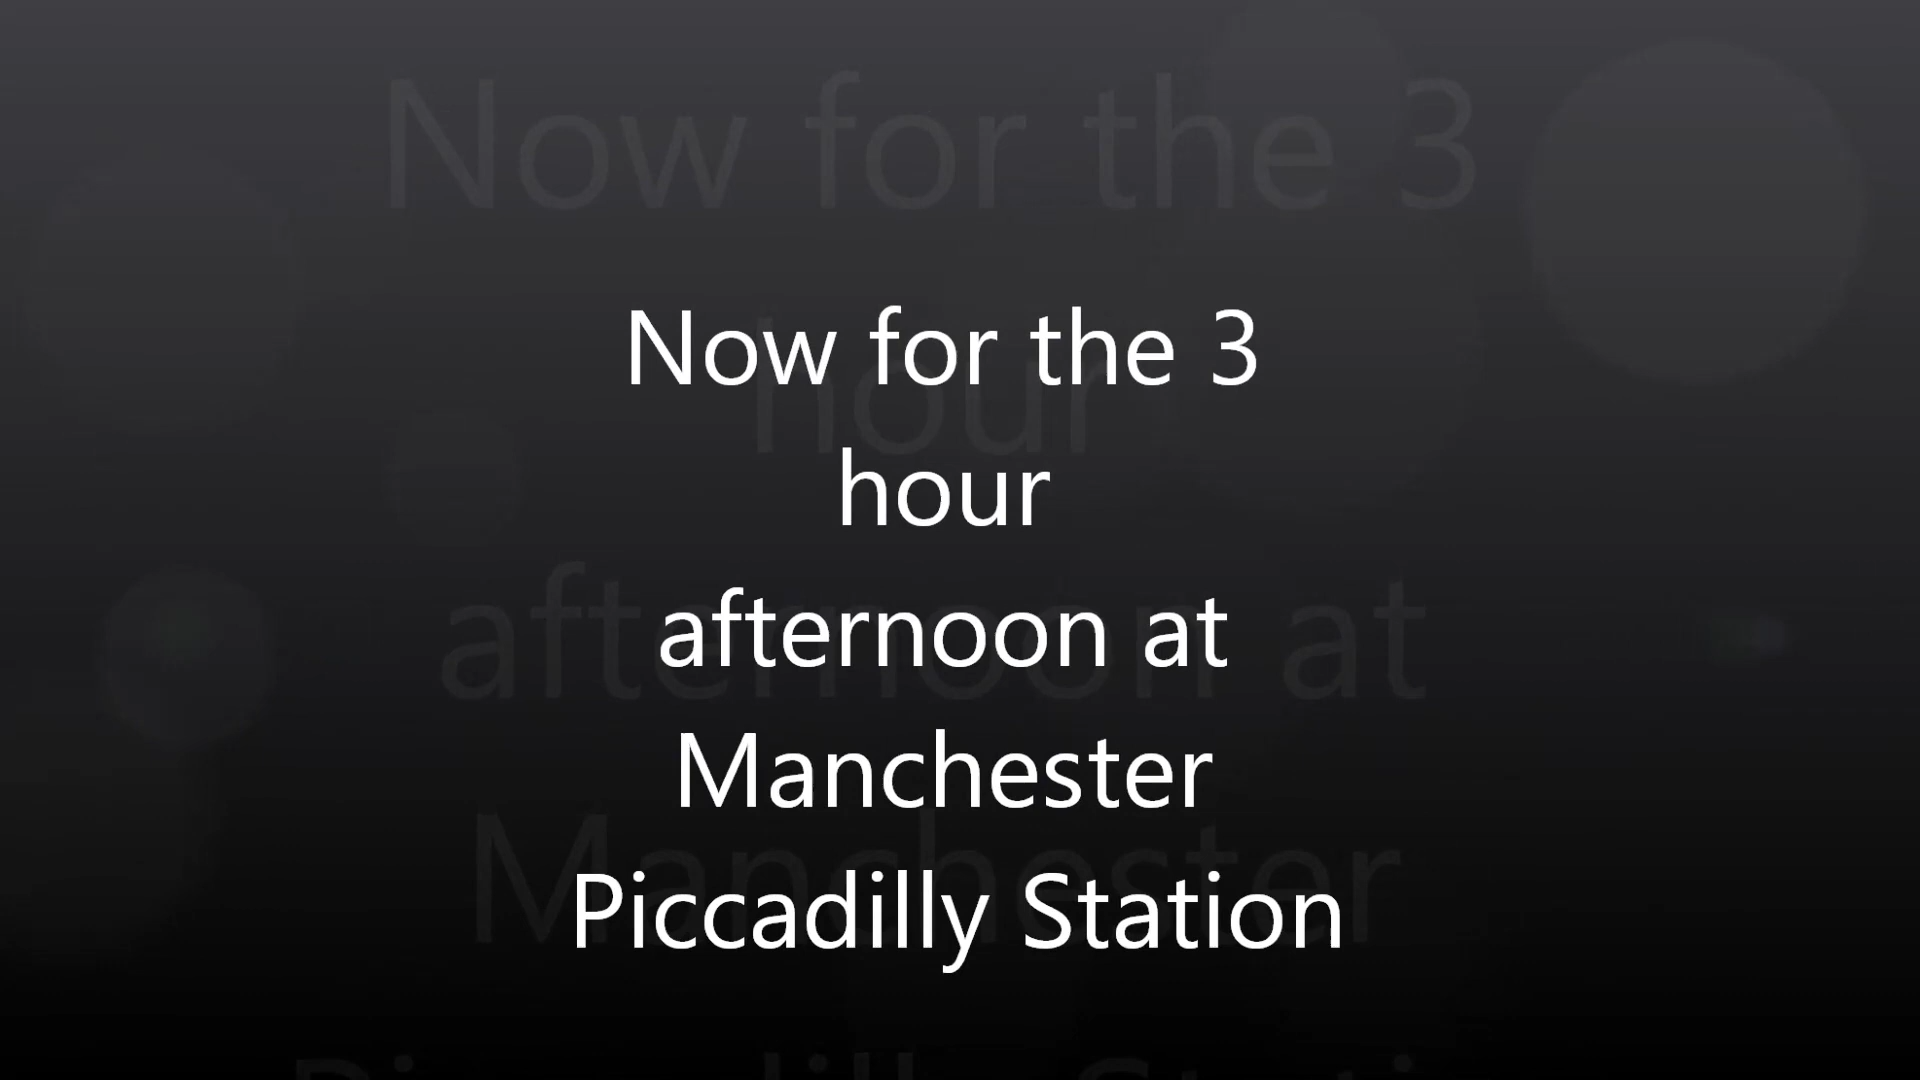 Now for the 3
hour
afternoon at
Manchester
Piccadilly Station